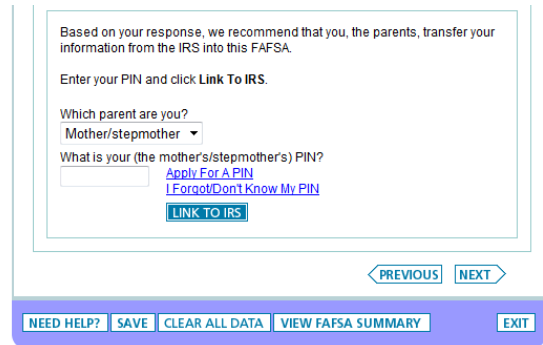 Based on your response, we recommend that you, the parents, transfer your
information from the IRS into this FAFSA.
Enter your PIN and click Link To IRS.
Which parent are you?
Mother/stepmother
What is your (the mother's/stepmother's) PIN?
Apply For A PIN
I Forgot/Don't Know My PIN
LINK TO IRS
PREVIOUS NEXT
NEED HELP? SAVE CLEAR ALL DATA VIEW FAFSA SUMMARY EXIT